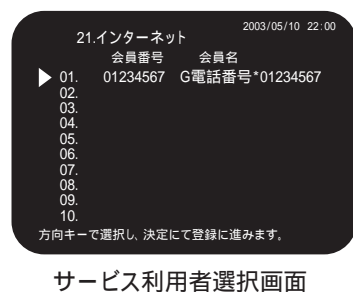 2003/05/10 22:00
21.インターネット
会員番号 会員名
01. 01234567 G電話番号*01234567
02.
03.
04.
05.
06.
07.
08.
09.
10.
方向キーで選択し、決定にて登録に進みます。
サービス利用者選択画面